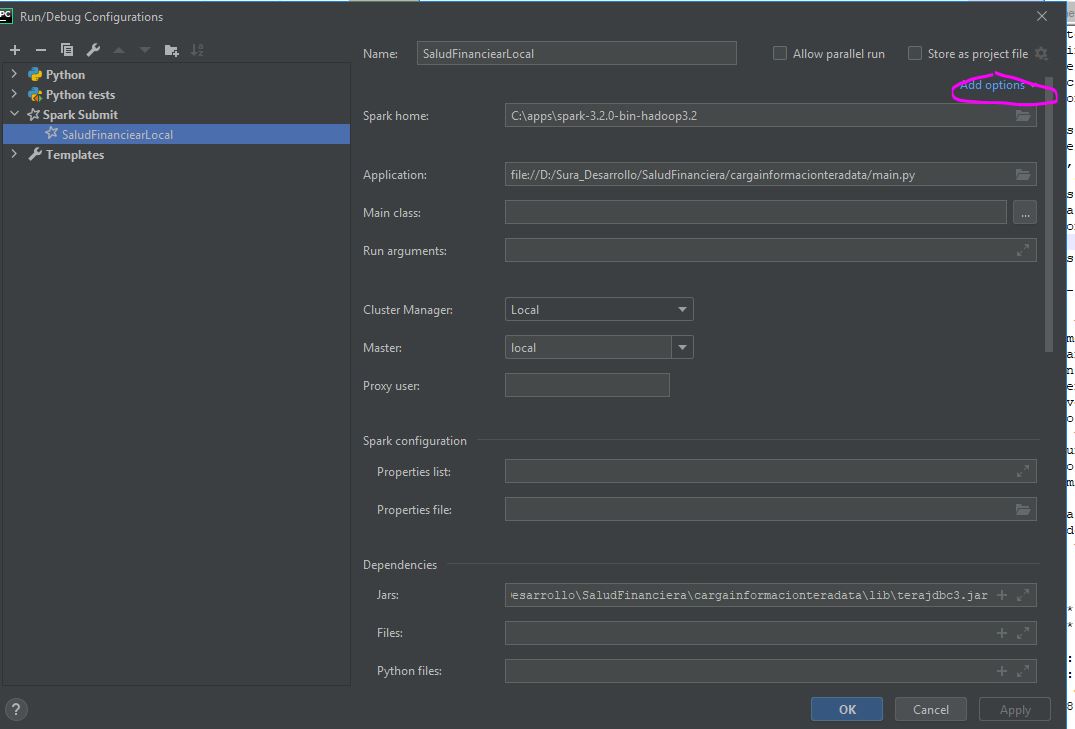 PC Run/Debug Configurations
Python
Python tests
Spark Submit
SaludFinanciearLocal
Templates
Name: SaludFinanciearLocal Allow parallel run Store as project file
Add options
Spark home: C:\apps\spark-3.2.0-bin-hadoop3.2
Application: file://D:/Sura_Desarrollo/SaludFinanciera/cargainformacionteradata/main.py
Main class: ...
Run arguments:
Cluster Manager: Local
Master: local
Proxy user:
Spark configuration
Properties list:
Properties file:
Dependencies
Jars: esarrollo\SaludFinanciera\cargainformacionteradata\lib\terajdbc3.jar
Files:
Python files:
? OK Cancel Apply